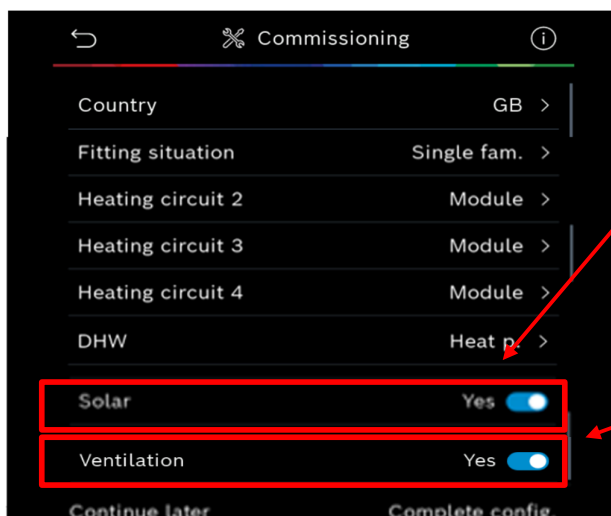 Commissioning
Country GB
Fitting situation Single fam.
Heating circuit 2 Module
Heating circuit 3 Module
Heating circuit 4 Module
DHW Heat p.
Solar Yes
Ventilation Yes
Continue later Complete config.